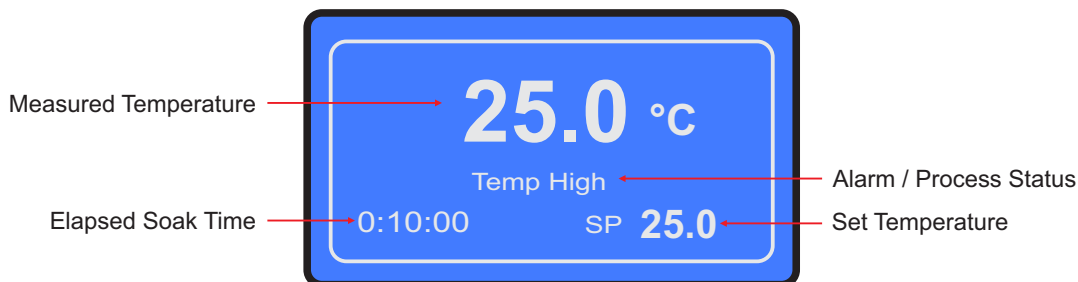 25.0 °C
Measured Temperature
Temp High
Alarm / Process Status
Elapsed Soak Time
0:10:00
SP 25.0
Set Temperature